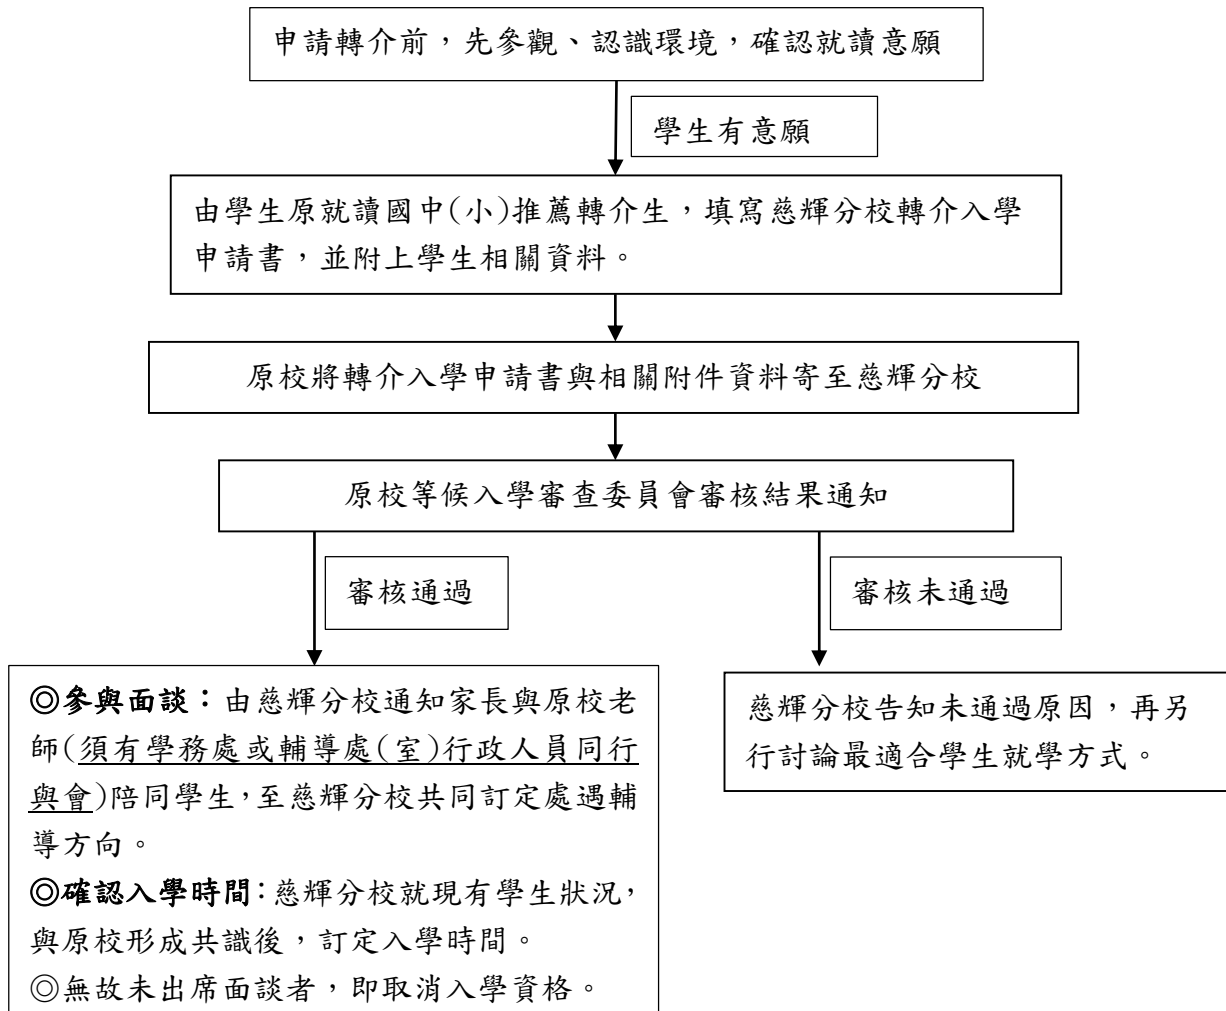 申請轉介前，先參觀、認識環境，確認就讀意願
學生有意願
由學生原就讀國中(小)推薦轉介生，填寫慈輝分校轉介入學
申請書，並附上學生相關資料。
原校將轉介入學申請書與相關附件資料寄至慈輝分校
原校等候入學審查委員會審核結果通知
審核通過
審核未通過
◎參與面談：由慈輝分校通知家長與原校老
師(須有學務處或輔導處(室)行政人員同行
與會)陪同學生，至慈輝分校共同訂定處遇輔
導方向。
◎確認入學時間：慈輝分校就現有學生狀況，
與原校形成共識後，訂定入學時間。
◎無故未出席面談者，即取消入學資格。
慈輝分校告知未通過原因，再另
行討論最適合學生就學方式。